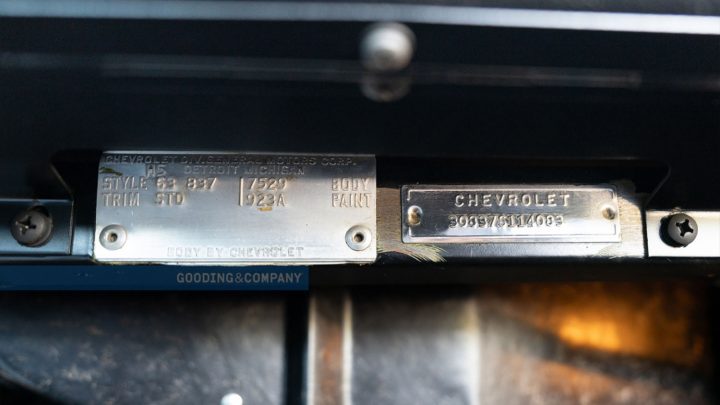 CHEVROLET DIV. GENERAL MOTORS CORP.
DETROIT MICHIGAN
STYLE 63 837 7529 BODY
TRIM STD 923A PAINT
BODY BY CHEVROLET
CHEVROLET
30837S114083
GOODING&COMPANY